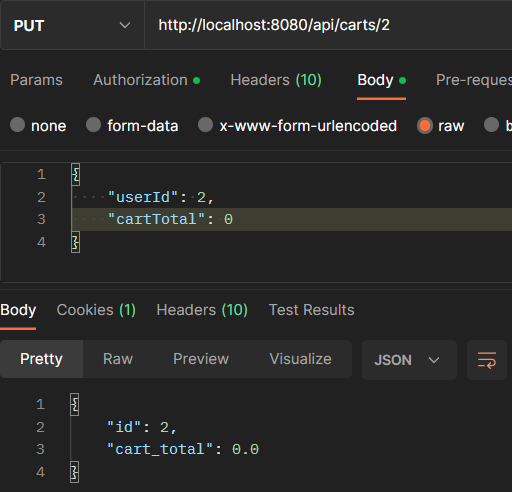 PUT http://localhost:8080/api/carts/2
Params Authorization Headers (10) Body Pre-reques
none form-data x-www-form-urlencoded raw b
1 {
2 "userId": 2,
3 "cartTotal": 0
4 }
Body Cookies (1) Headers (10) Test Results
Pretty Raw Preview Visualize JSON
1 {
2 "id": 2,
3 "cart_total": 0.0
4 }